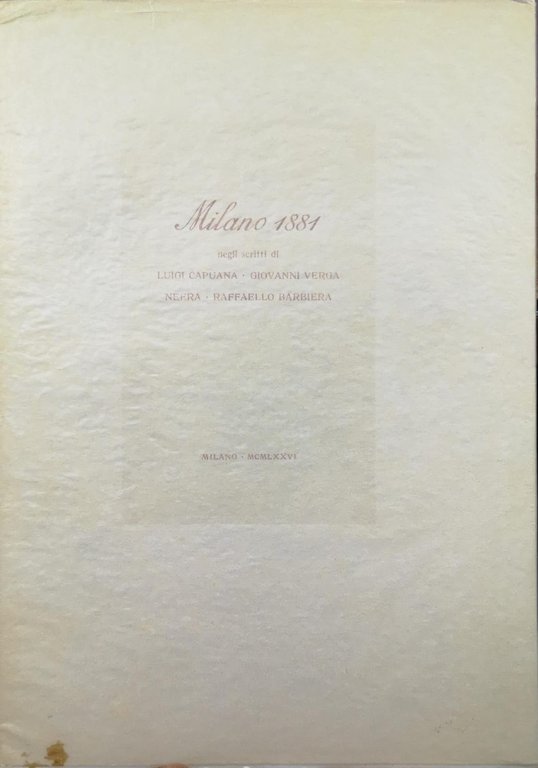 Milano 1881
negli scritti di
LUIGI CAPUANA · GIOVANNI VERGA
NEERA · RAFFAELLO BARBIERA
MILANO · MCMLXXVI